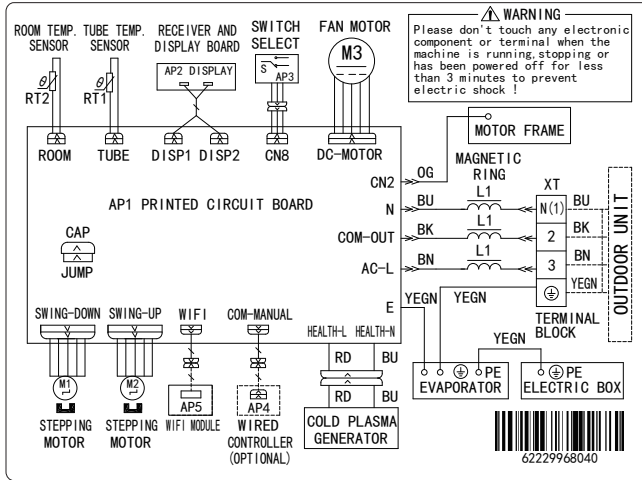 ROOM TEMP. SENSOR
TUBE TEMP. SENSOR
RECEIVER AND DISPLAY BOARD
SWITCH SELECT
FAN MOTOR
WARNING
Please don't touch any electronic
component or terminal when the
machine is running,stopping or
has been powered off for less
than 3 minutes to prevent
electric shock !
θ
RT2
θ
RT1
AP2 DISPLAY
S
AP3
M3
MOTOR FRAME
ROOM
TUBE
DISP1
DISP2
CN8
DC-MOTOR
MAGNETIC RING
CN2
OG
XT
AP1 PRINTED CIRCUIT BOARD
N
BU
L1
N(1)
BU
COM-OUT
BK
L1
2
BK
AC-L
BN
L1
3
BN
YEGN
OUTDOOR UNIT
CAP
JUMP
E
YEGN
YEGN
TERMINAL BLOCK
SWING-DOWN
SWING-UP
WIFI
COM-MANUAL
HEALTH-L
HEALTH-N
YEGN
RD
BU
RD
BU
PE
EVAPORATOR
PE
ELECTRIC BOX
M1
M2
AP5
AP4
STEPPING MOTOR
STEPPING MOTOR
WIFI MODULE
WIRED CONTROLLER (OPTIONAL)
COLD PLASMA GENERATOR
62229968040